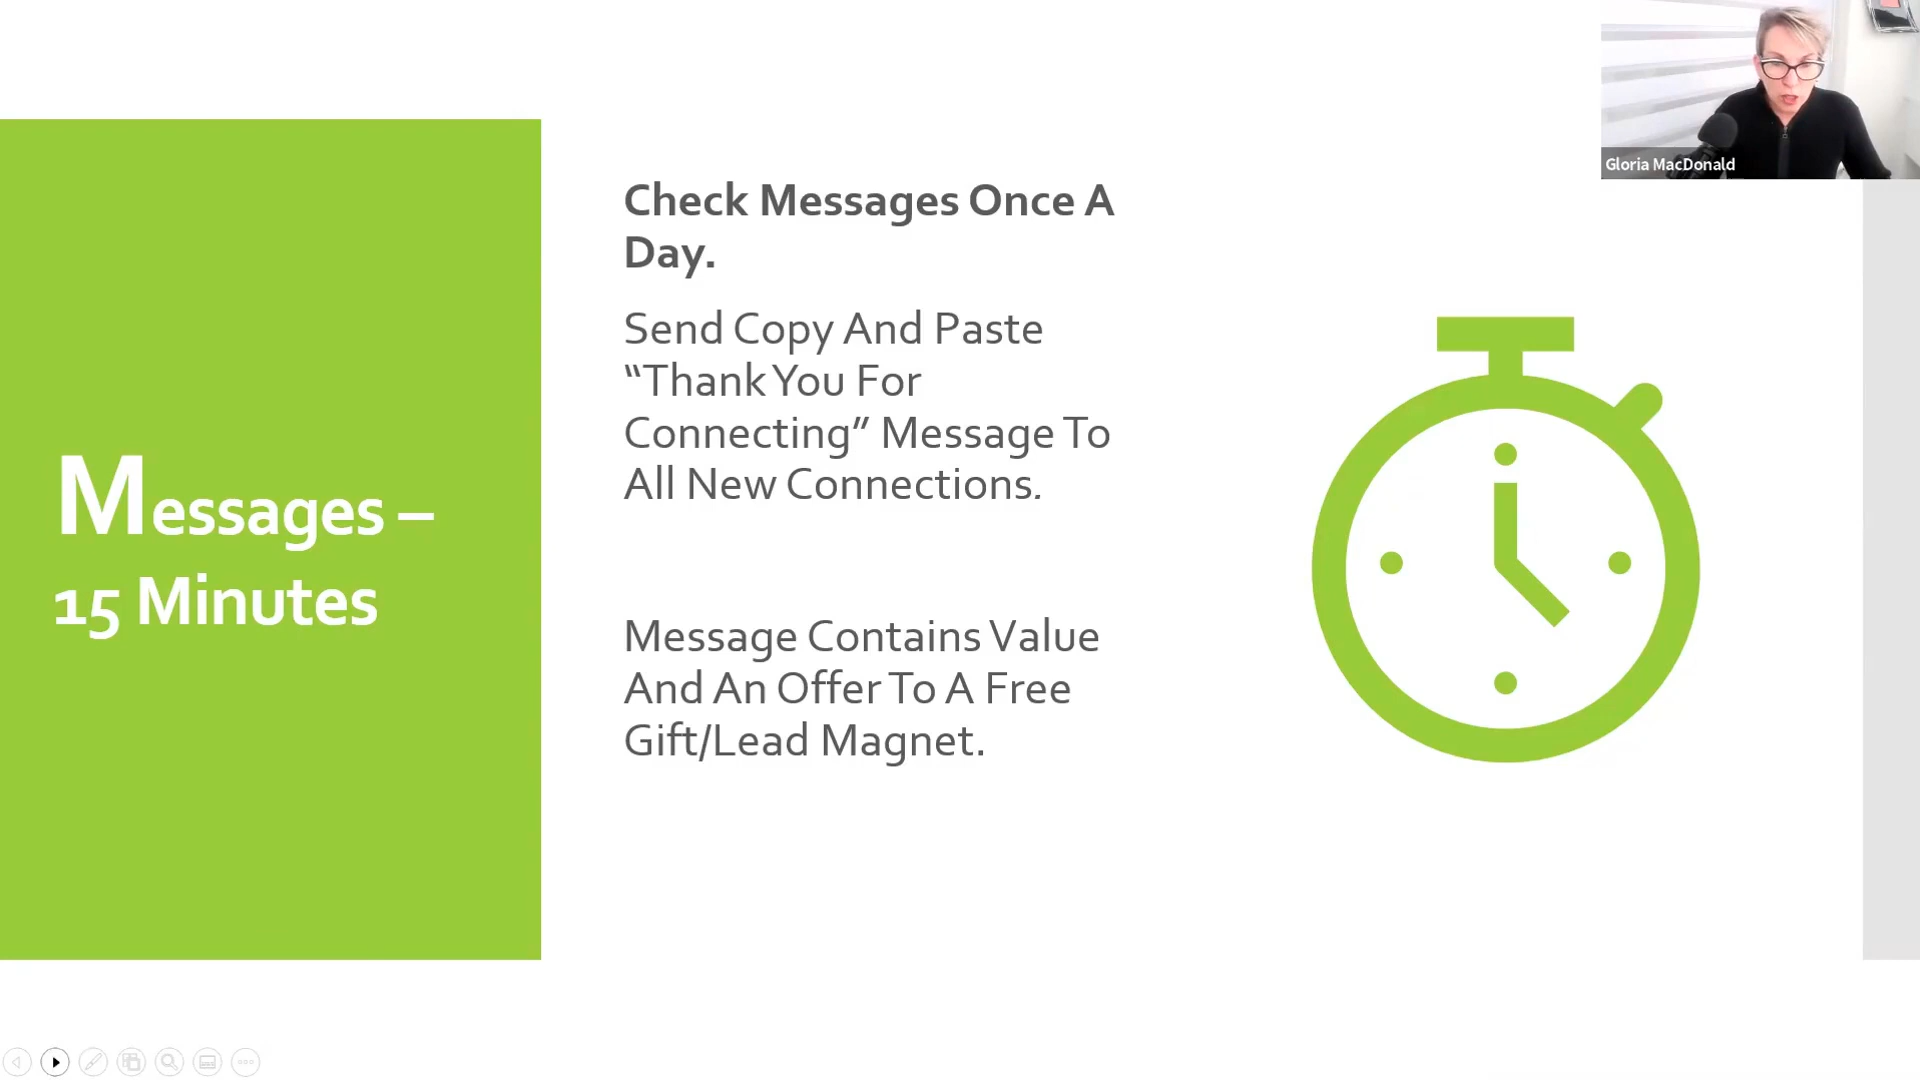 Gloria MacDonald
Messages –
15 Minutes
Check Messages Once A
Day.
Send Copy And Paste
“Thank You For
Connecting” Message To
All New Connections.
Message Contains Value
And An Offer To A Free
Gift/Lead Magnet.